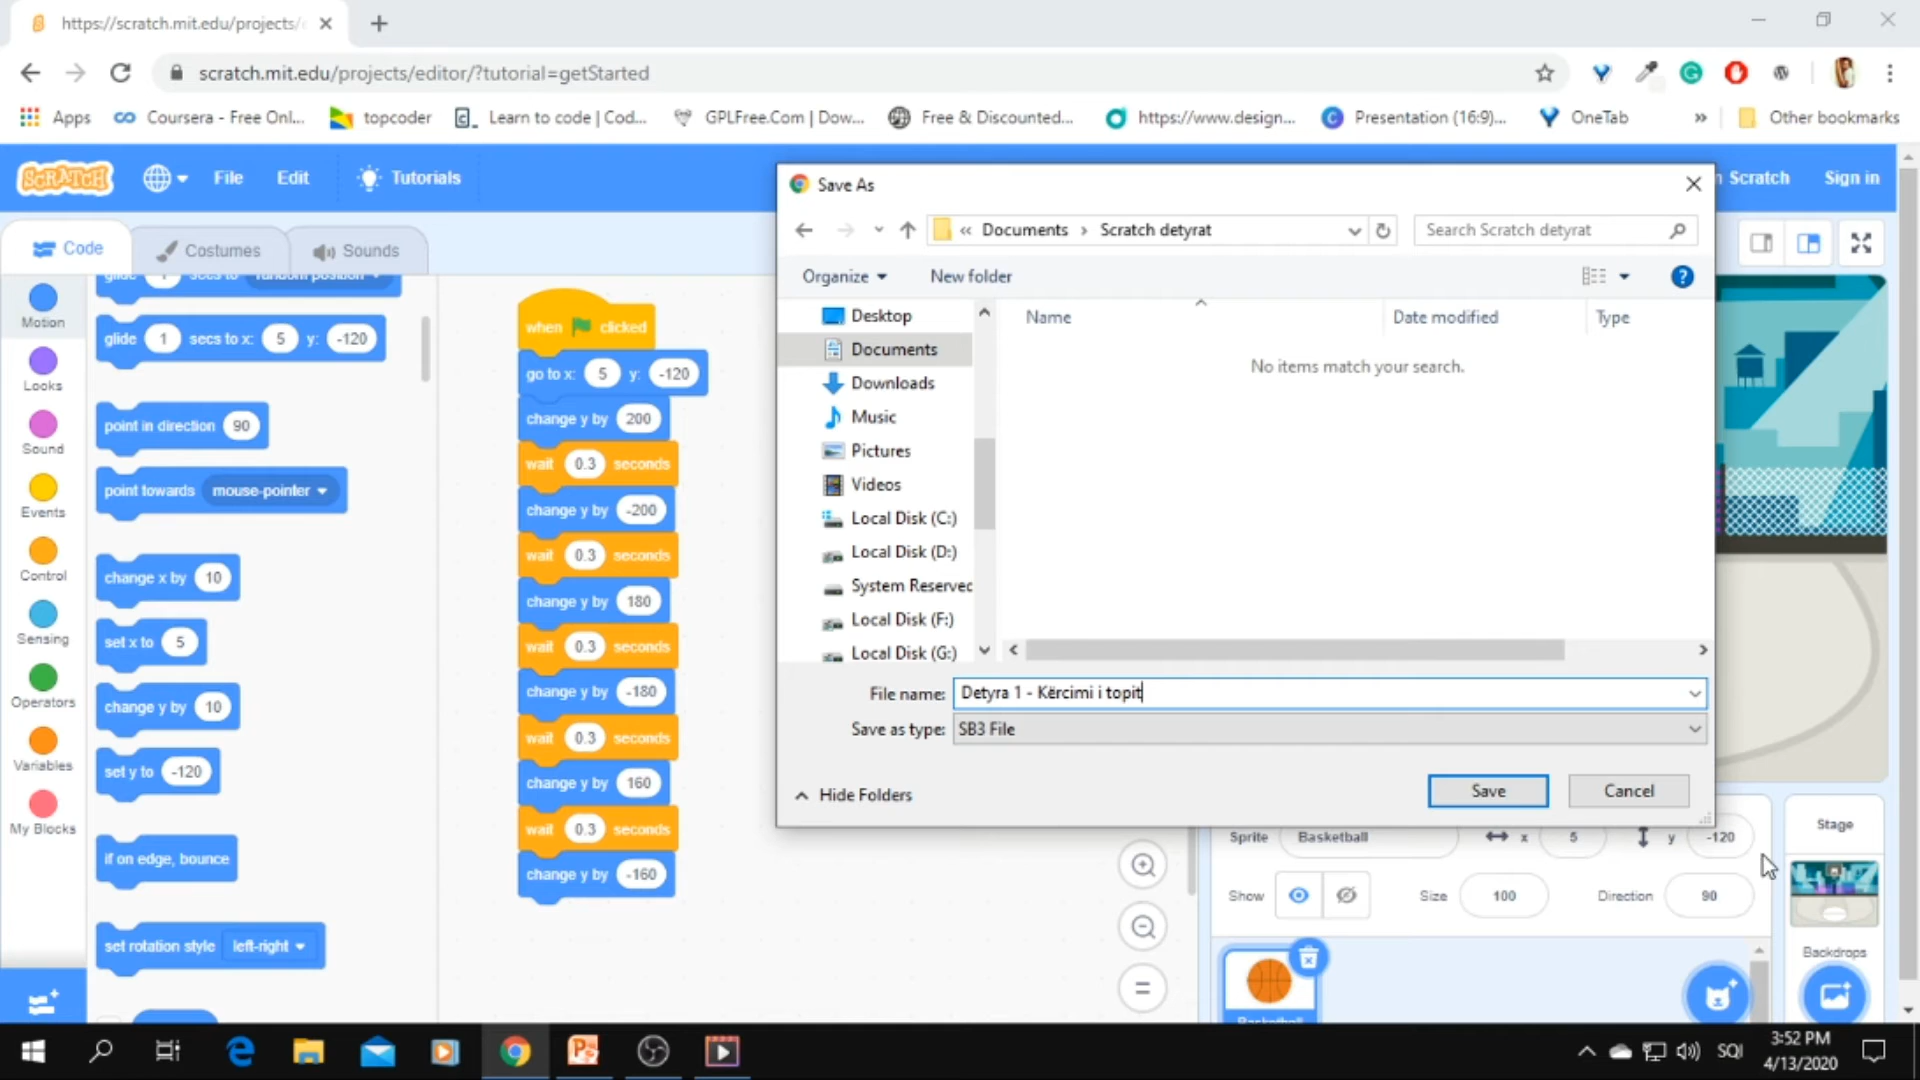 https://scratch.mit.edu/projects/
scratch.mit.edu/projects/editor/?tutorial=getStarted
Apps
Coursera - Free Onl...
topcoder
Learn to code | Cod...
GPLFree.Com | Dow...
Free & Discounted...
https://www.design...
Presentation (16:9)...
OneTab
»
Other bookmarks
SCRATCH
File
Edit
Tutorials
Scratch
Sign in
Code
Costumes
Sounds
Motion
Looks
Sound
Events
Control
Sensing
Operators
Variables
My Blocks
glide 1 secs to random position
glide 1 secs to x: 5 y: -120
point in direction 90
point towards mouse-pointer
change x by 10
set x to 5
change y by 10
set y to -120
if on edge, bounce
set rotation style left-right
when clicked
go to x: 5 y: -120
change y by 200
wait 0.3 seconds
change y by -200
wait 0.3 seconds
change y by 180
wait 0.3 seconds
change y by -180
wait 0.3 seconds
change y by 160
wait 0.3 seconds
change y by -160
Save As
« Documents › Scratch detyrat
Search Scratch detyrat
Organize
New folder
Desktop
Documents
Downloads
Music
Pictures
Videos
Local Disk (C:)
Local Disk (D:)
System Reserved
Local Disk (F:)
Local Disk (G:)
Name
Date modified
Type
No items match your search.
File name: Detyra 1 - Kërcimi i topit
Save as type: SB3 File
Hide Folders
Save
Cancel
Sprite Basketball x 5 y -120
Show Size 100 Direction 90
Basketball
Stage
Backdrops
SQI
3:52 PM
4/13/2020